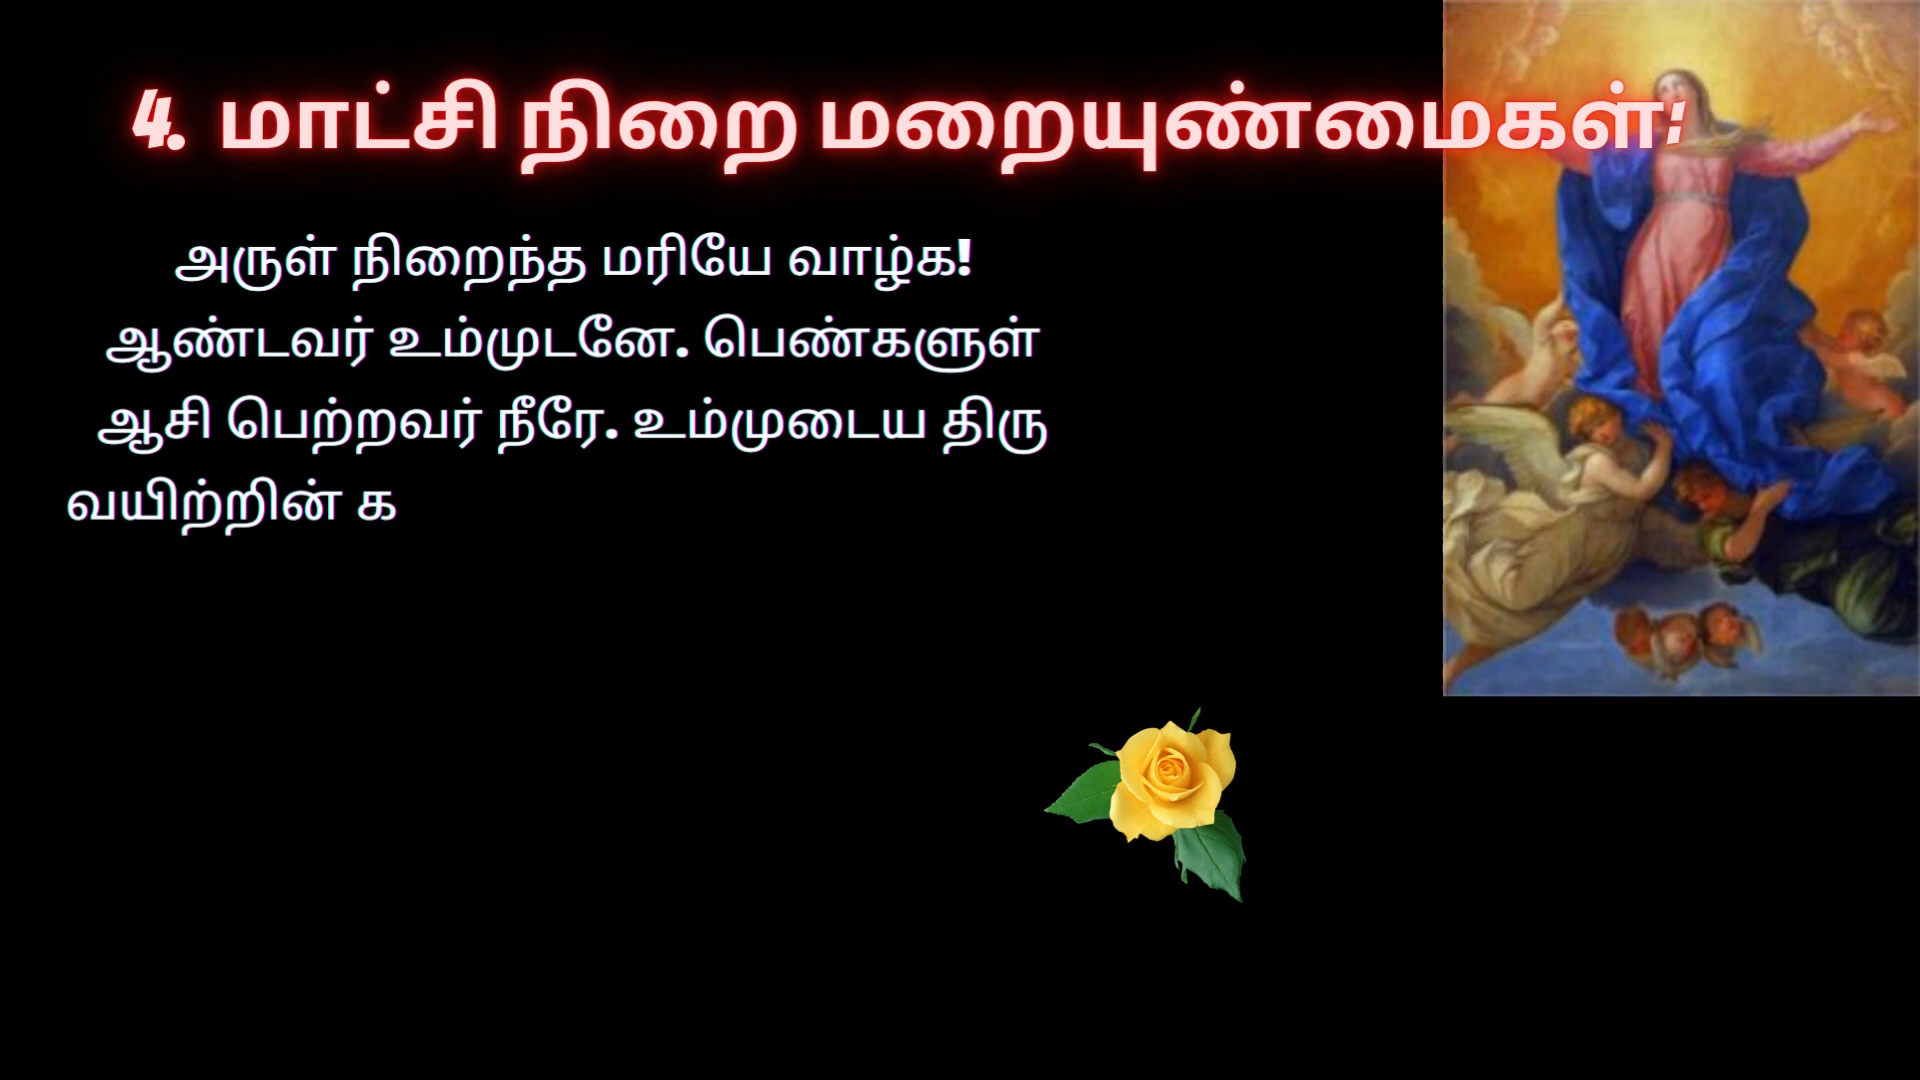 4. மாட்சி நிறை மறையுண்மைகள்:
அருள் நிறைந்த மரியே வாழ்க!
ஆண்டவர் உம்முடனே. பெண்களுள்
ஆசி பெற்றவர் நீரே. உம்முடைய திரு
வயிற்றின் க